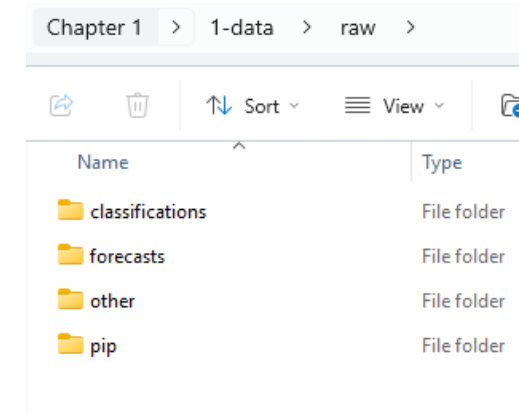 Chapter 1 > 1-data > raw >
Sort View
Name Type
classifications File folder
forecasts File folder
other File folder
pip File folder